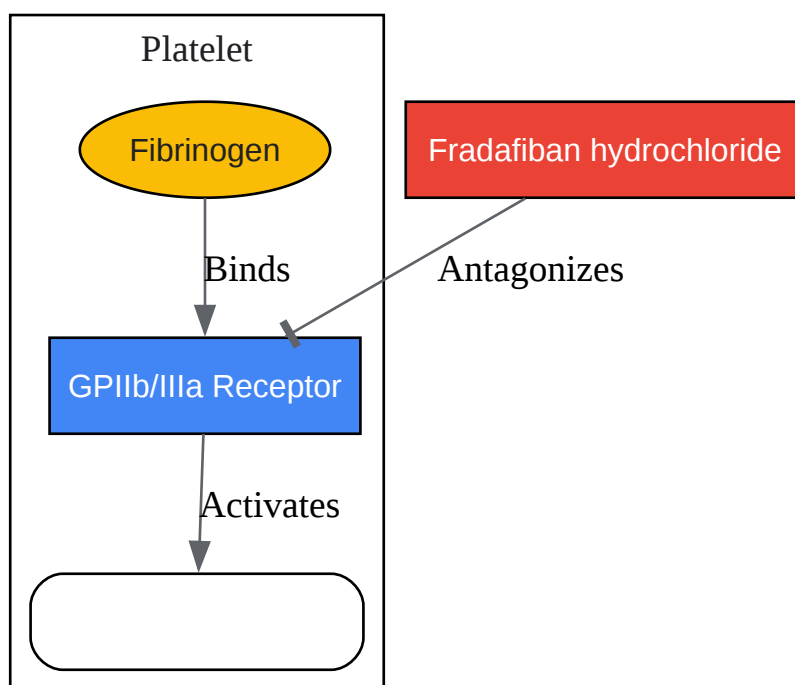 Platelet
Fibrinogen
Fradafiban hydrochloride
Binds
Antagonizes
GPIIb/IIIa Receptor
Activates